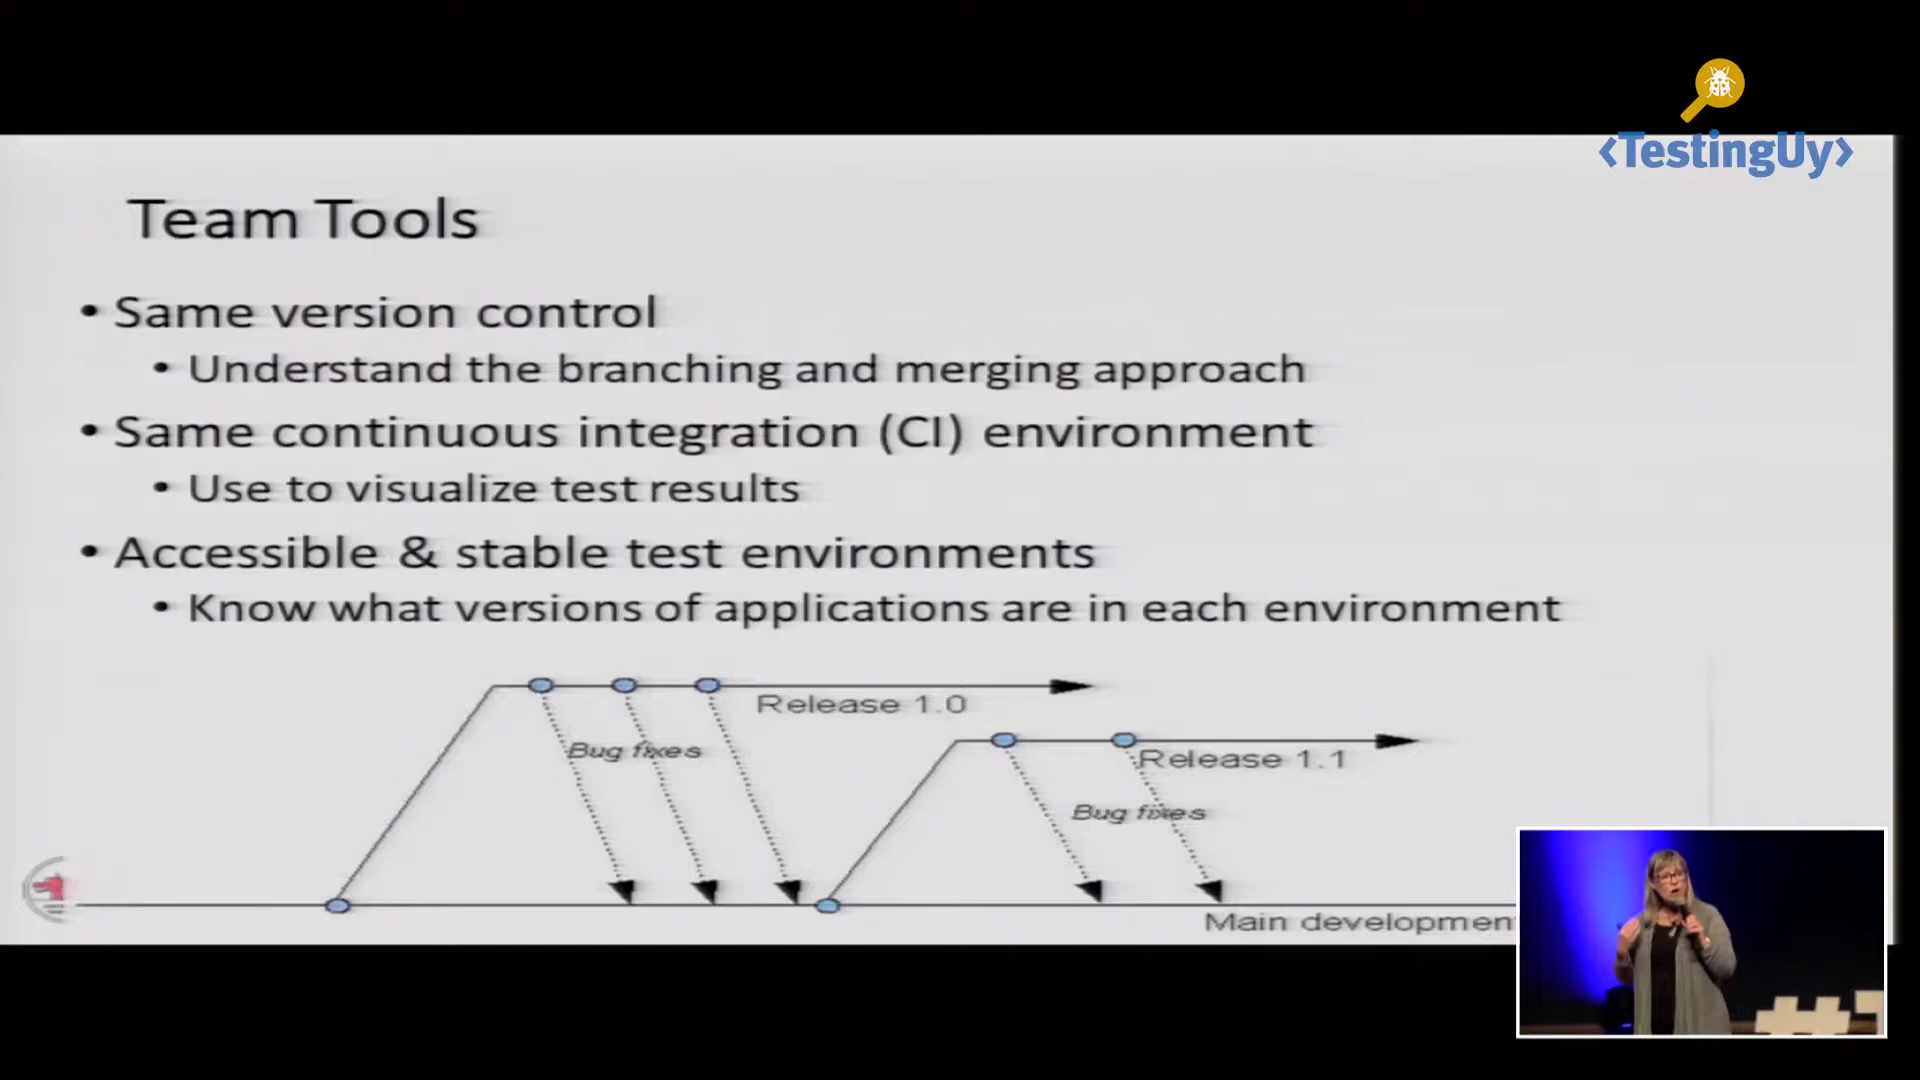 <TestingUy>
Team Tools
• Same version control
• Understand the branching and merging approach
• Same continuous integration (CI) environment
• Use to visualize test results
• Accessible & stable test environments
• Know what versions of applications are in each environment
Release 1.0
Bug fixes
Release 1.1
Bug fixes
Main development
#